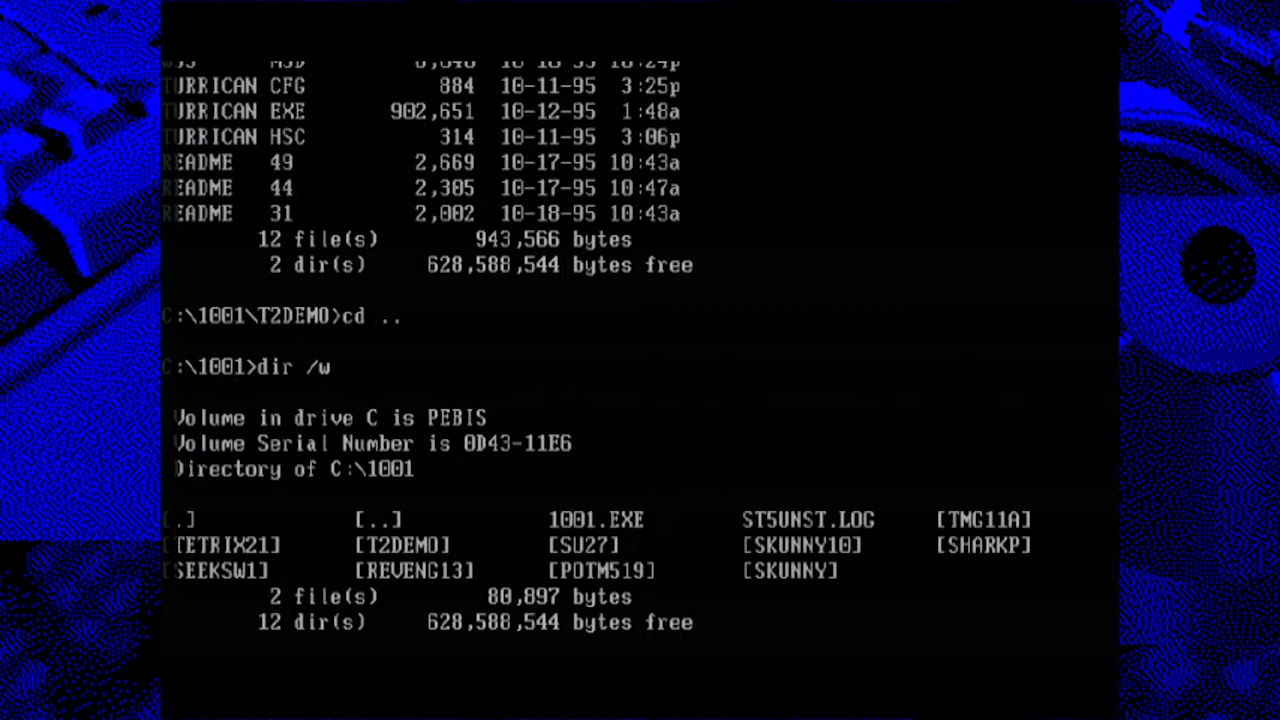 TURRICAN CFG 884 10-11-95 3:25p
TURRICAN EXE 902,651 10-12-95 1:48a
TURRICAN HSC 314 10-11-95 3:06p
README 49 2,669 10-17-95 10:43a
README 44 2,305 10-17-95 10:47a
README 31 2,002 10-18-95 10:43a
12 file(s) 943,566 bytes
2 dir(s) 628,588,544 bytes free
C:\1001\T2DEMO>cd ..
C:\1001>dir /w
Volume in drive C is PEBIS
Volume Serial Number is 0D43-11E6
Directory of C:\1001
[.] [..] 1001.EXE ST5UNST.LOG [TMG11A]
[TETRIX21] [T2DEMO] [SU27] [SKUNNY10] [SHARKP]
[SEEKSW1] [REVENG13] [POTM519] [SKUNNY]
2 file(s) 80,897 bytes
12 dir(s) 628,588,544 bytes free